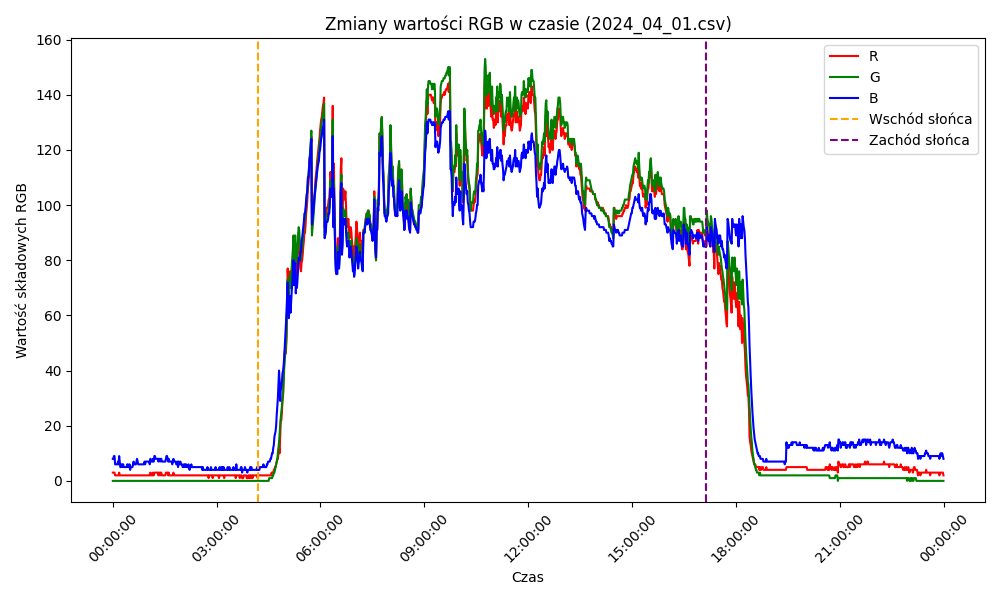 Zmiany wartości RGB w czasie (2024_04_01.csv)
160
140
120
100
80
60
40
20
0
Wartość składowych RGB
R
G
B
Wschód słońca
Zachód słońca
00:00:00
03:00:00
06:00:00
09:00:00
12:00:00
15:00:00
18:00:00
21:00:00
00:00:00
Czas